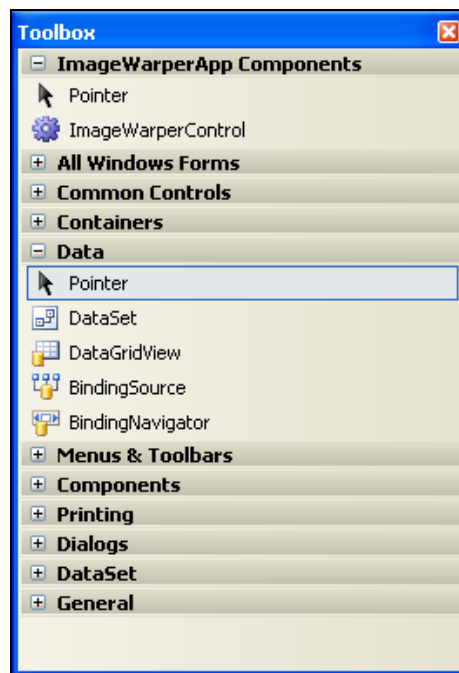 Toolbox
ImageWarperApp Components
Pointer
ImageWarperControl
All Windows Forms
Common Controls
Containers
Data
Pointer
DataSet
DataGridView
BindingSource
BindingNavigator
Menus & Toolbars
Components
Printing
Dialogs
DataSet
General